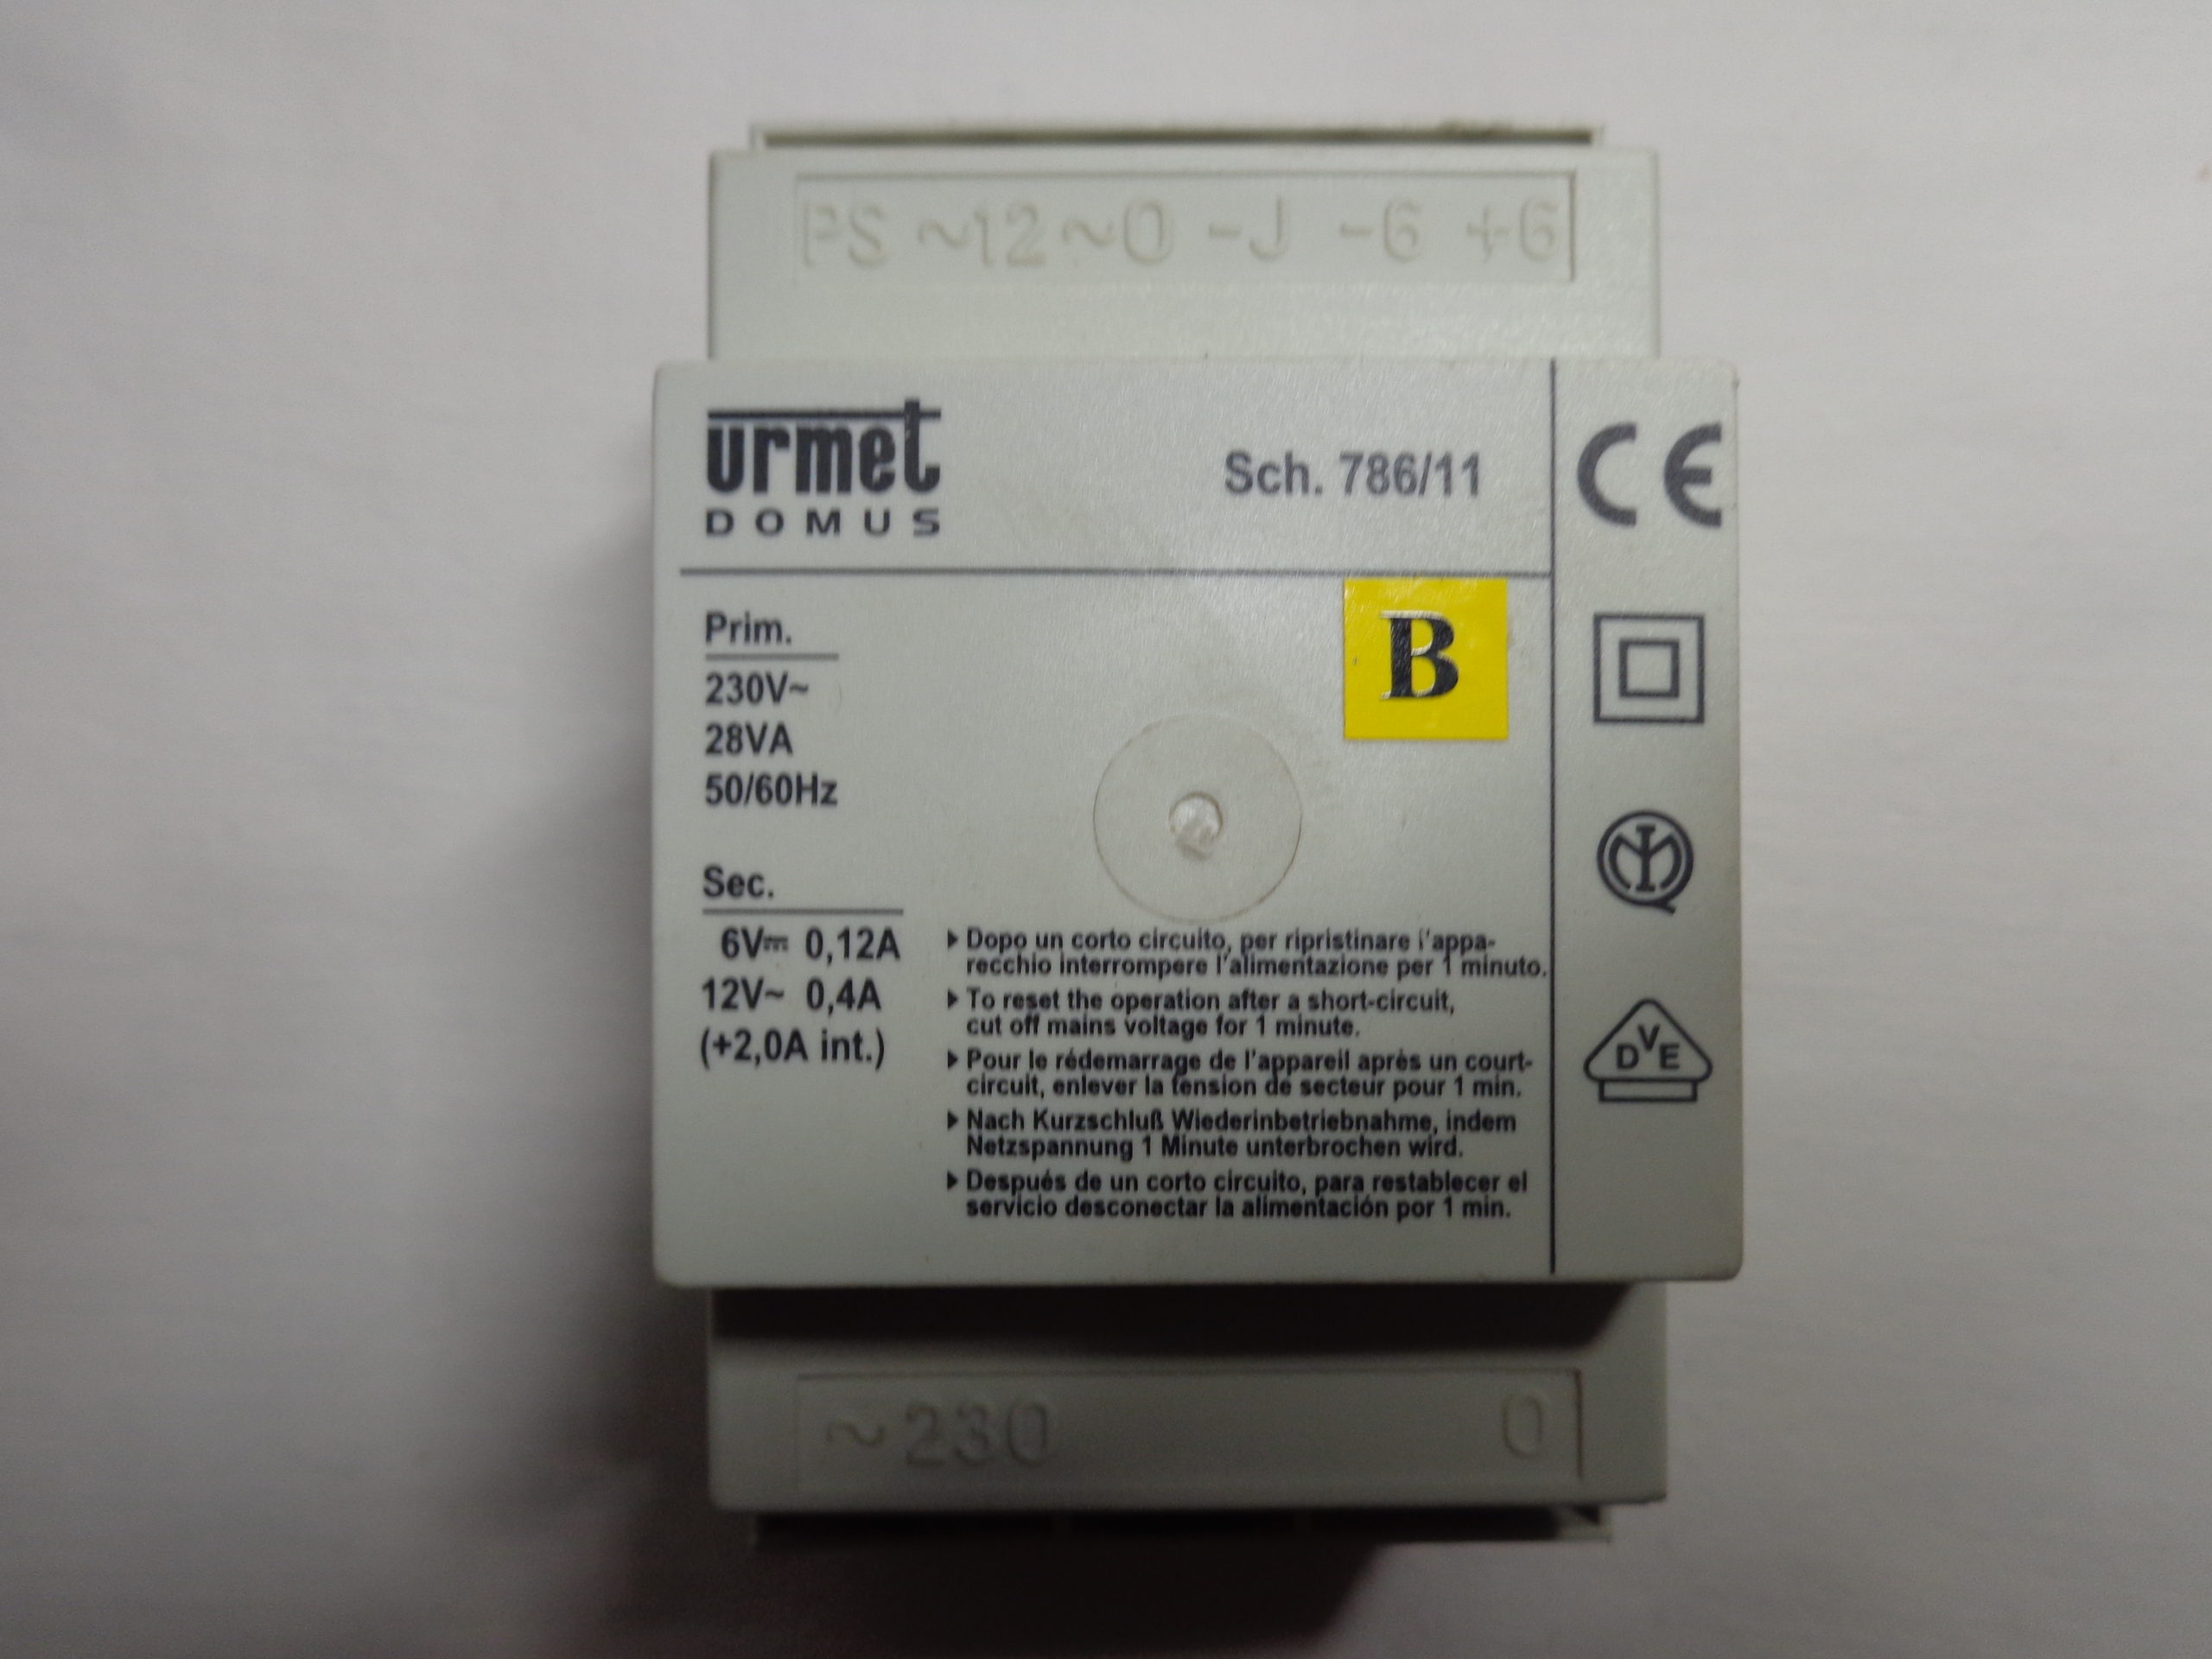 PS ~12 ~0 -J -6 +6
urmet
DOMUS
Sch. 786/11
CE
Prim.
230V~
28VA
50/60Hz
B
Sec.
6V⎓ 0,12A
12V~ 0,4A
(+2,0A int.)
Dopo un corto circuito, per ripristinare l'appa-
recchio interrompere l'alimentazione per 1 minuto.
To reset the operation after a short-circuit,
cut off mains voltage for 1 minute.
Pour le rédemarrage de l'appareil après un court-
circuit, enlever la tension de secteur pour 1 min.
Nach Kurzschluß Wiederinbetriebnahme, indem
Netzspannung 1 Minute unterbrochen wird.
Después de un corto circuito, para restablecer el
servicio desconectar la alimentación por 1 min.
DVE
~230 0